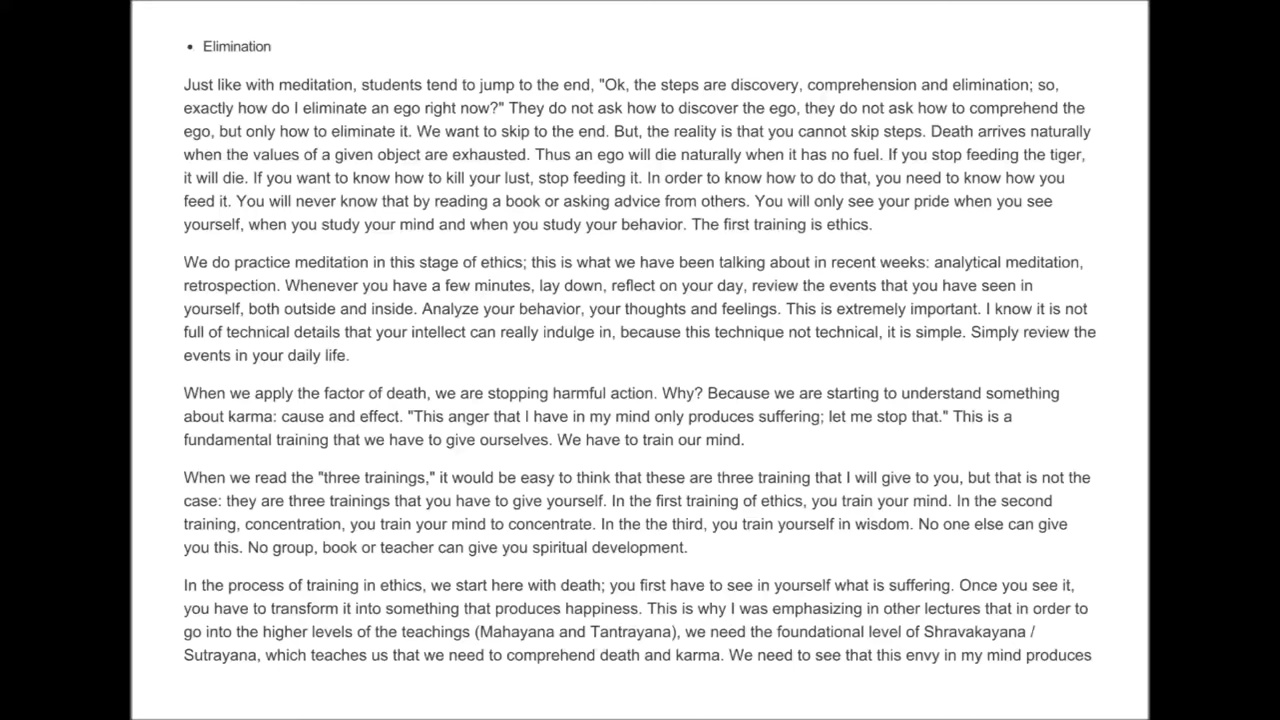 • Elimination
Just like with meditation, students tend to jump to the end, "Ok, the steps are discovery, comprehension and elimination; so,
exactly how do I eliminate an ego right now?" They do not ask how to discover the ego, they do not ask how to comprehend the
ego, but only how to eliminate it. We want to skip to the end. But, the reality is that you cannot skip steps. Death arrives naturally
when the values of a given object are exhausted. Thus an ego will die naturally when it has no fuel. If you stop feeding the tiger,
it will die. If you want to know how to kill your lust, stop feeding it. In order to know how to do that, you need to know how you
feed it. You will never know that by reading a book or asking advice from others. You will only see your pride when you see
yourself, when you study your mind and when you study your behavior. The first training is ethics.
We do practice meditation in this stage of ethics; this is what we have been talking about in recent weeks: analytical meditation,
retrospection. Whenever you have a few minutes, lay down, reflect on your day, review the events that you have seen in
yourself, both outside and inside. Analyze your behavior, your thoughts and feelings. This is extremely important. I know it is not
full of technical details that your intellect can really indulge in, because this technique not technical, it is simple. Simply review the
events in your daily life.
When we apply the factor of death, we are stopping harmful action. Why? Because we are starting to understand something
about karma: cause and effect. "This anger that I have in my mind only produces suffering; let me stop that." This is a
fundamental training that we have to give ourselves. We have to train our mind.
When we read the "three trainings," it would be easy to think that these are three training that I will give to you, but that is not the
case: they are three trainings that you have to give yourself. In the first training of ethics, you train your mind. In the second
training, concentration, you train your mind to concentrate. In the the third, you train yourself in wisdom. No one else can give
you this. No group, book or teacher can give you spiritual development.
In the process of training in ethics, we start here with death; you first have to see in yourself what is suffering. Once you see it,
you have to transform it into something that produces happiness. This is why I was emphasizing in other lectures that in order to
go into the higher levels of the teachings (Mahayana and Tantrayana), we need the foundational level of Shravakayana /
Sutrayana, which teaches us that we need to comprehend death and karma. We need to see that this envy in my mind produces